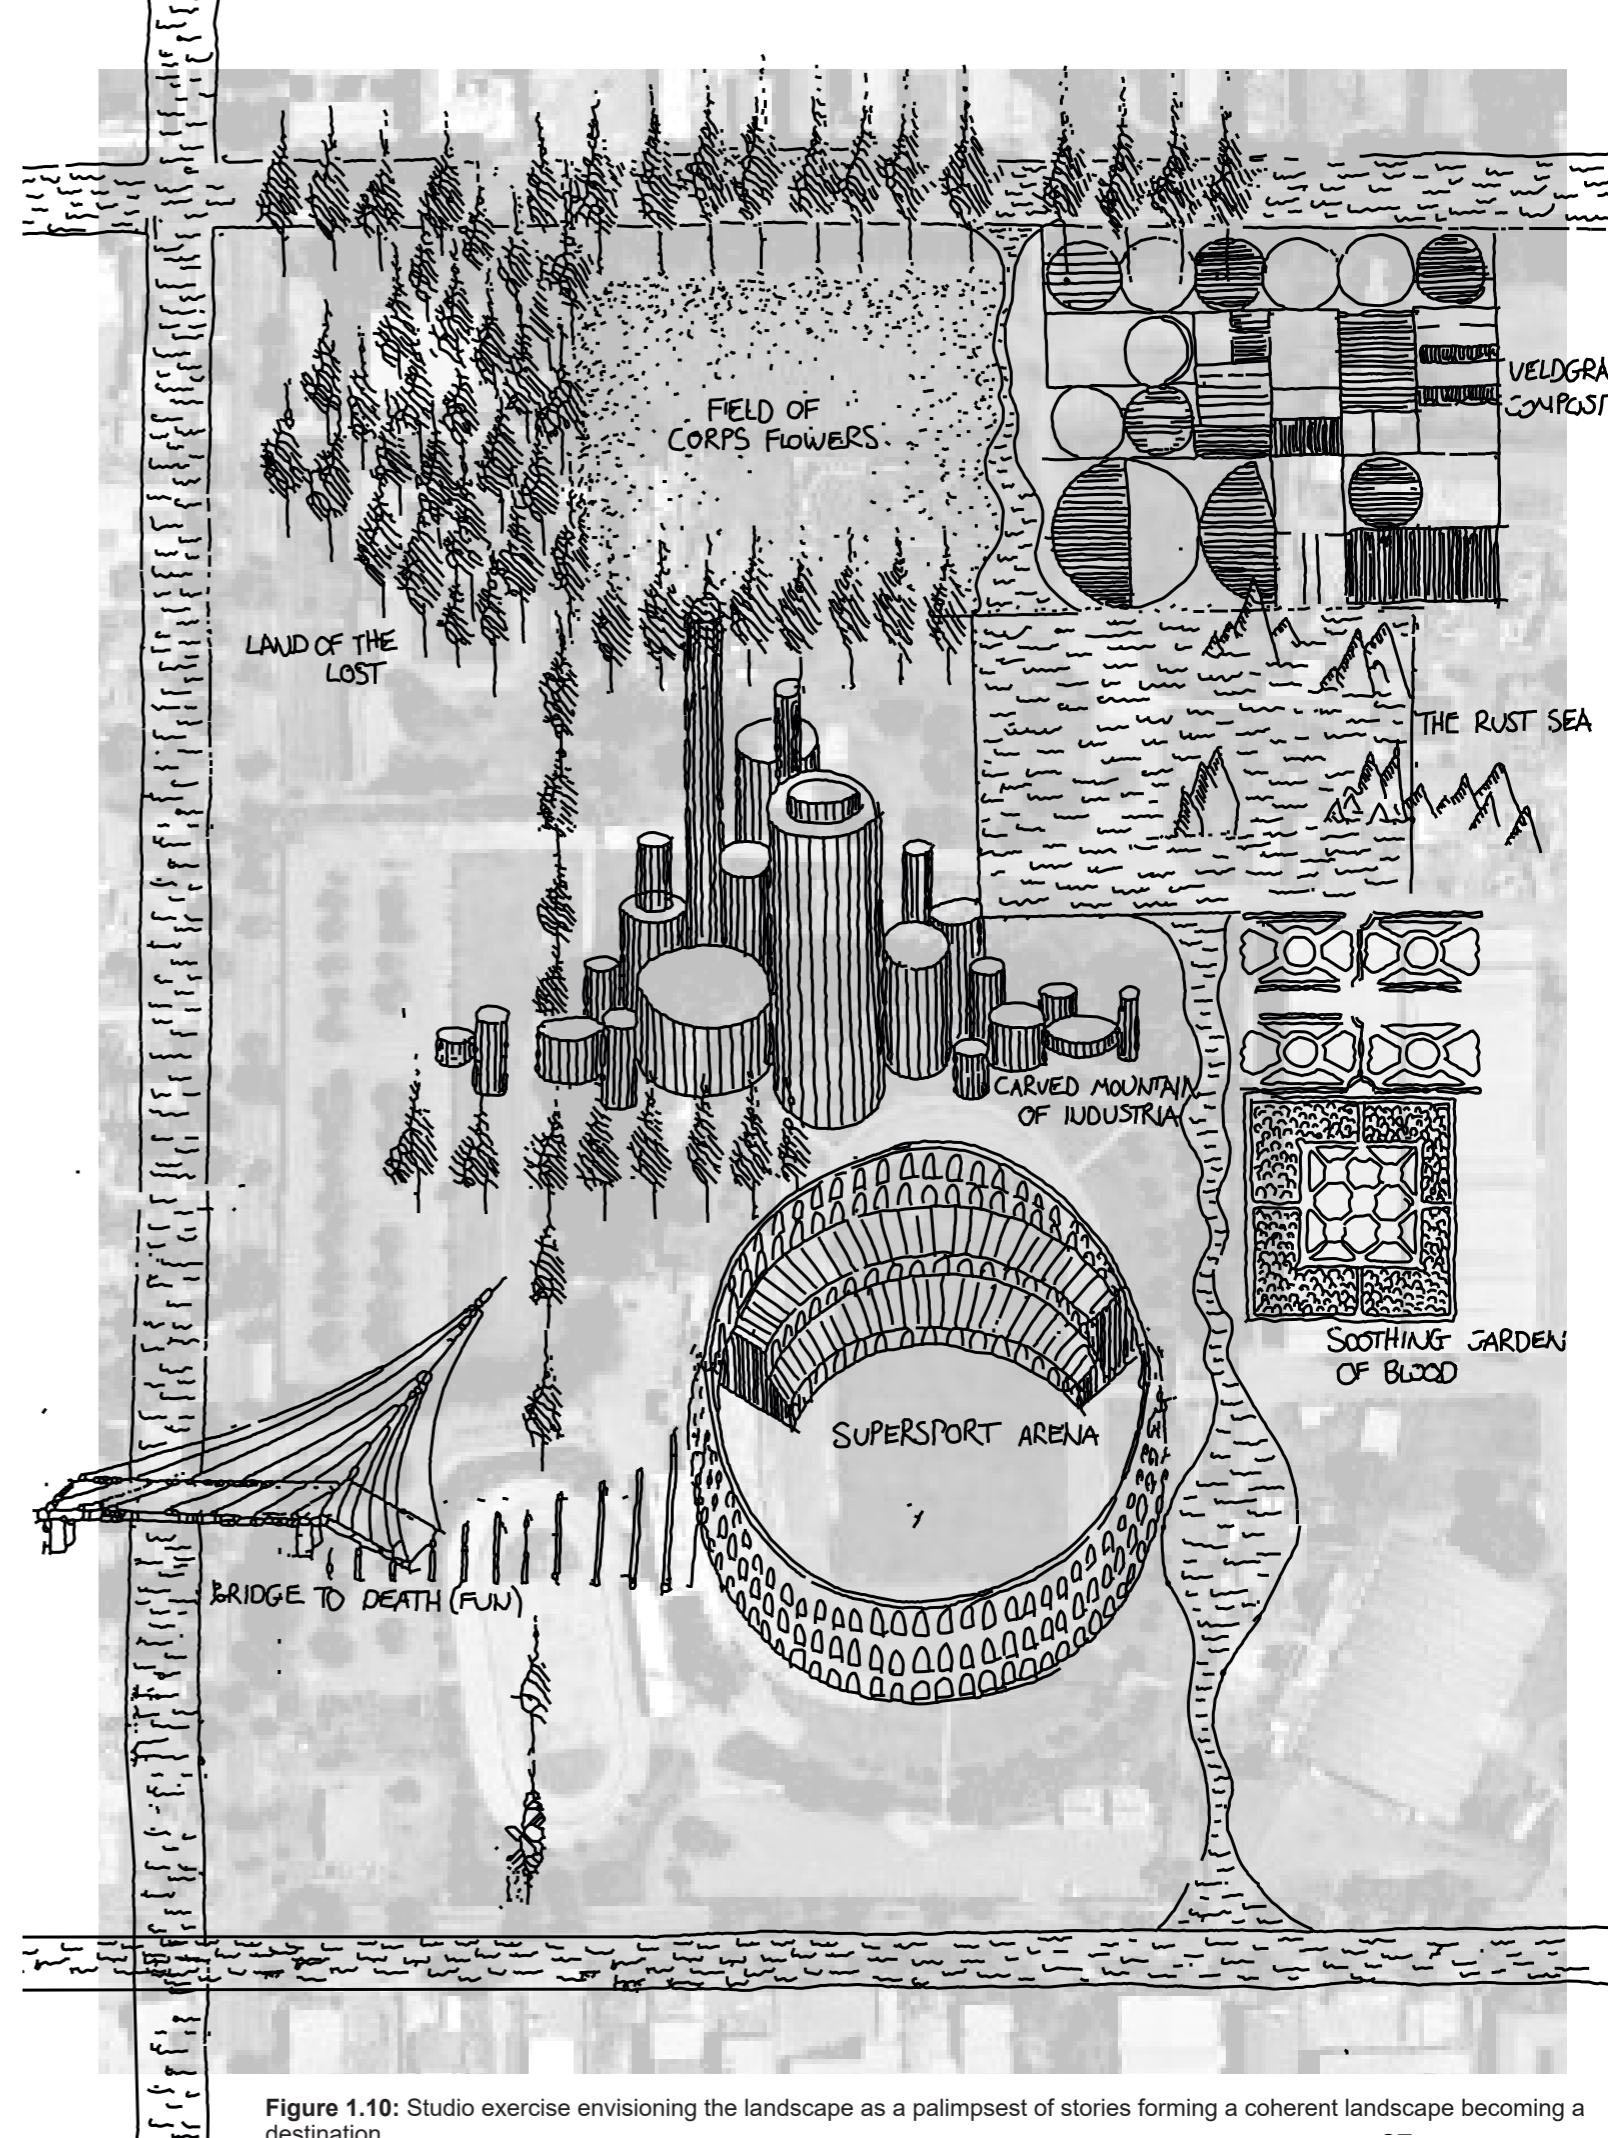 FIELD OF
CORPS FLOWERS
VELDGRA
COMPOSIT
LAND OF THE
LOST
THE RUST SEA
CARVED MOUNTAIN
OF INDUSTRIA
SOOTHING GARDEN
OF BLOOD
SUPERSPORT ARENA
BRIDGE TO DEATH (FUN)
Figure 1.10: Studio exercise envisioning the landscape as a palimpsest of stories forming a coherent landscape becoming a
destination